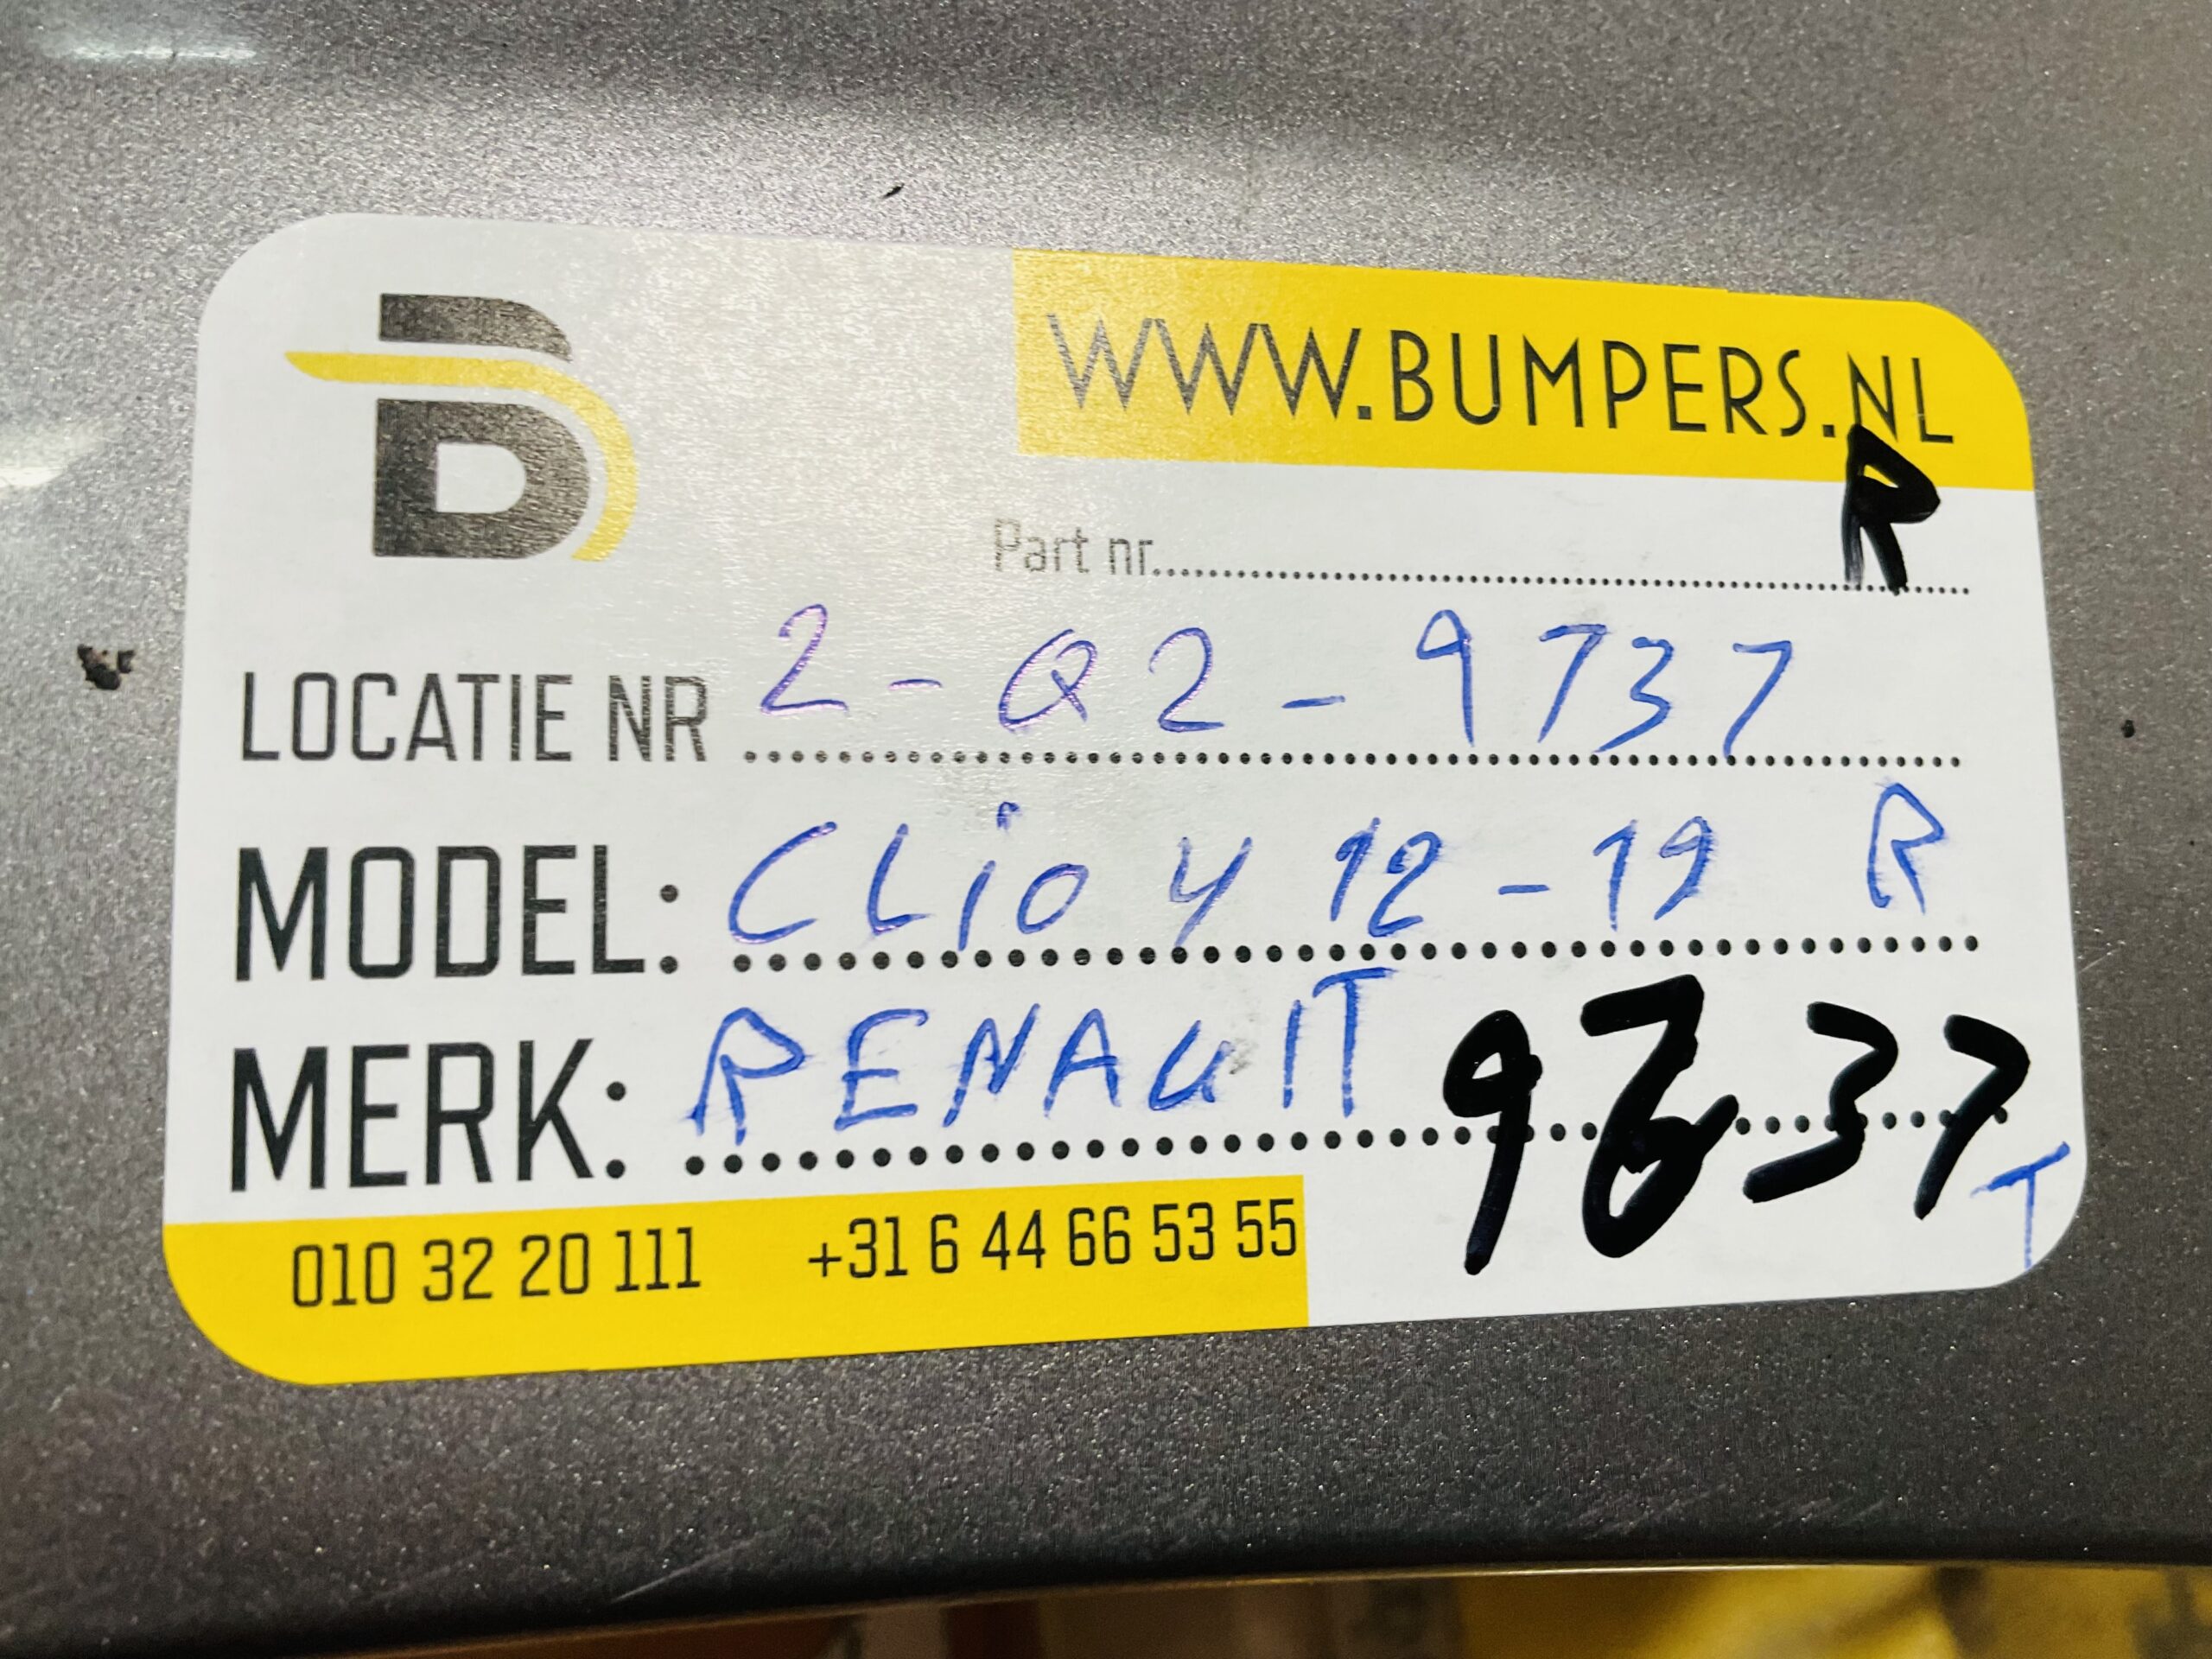 B
WWW.BUMPERS.NL
Part nr. R
LOCATIE NR 2-Q2-9737
MODEL: CLiO 4 12-19 R
MERK: RENAUIT 9737
T
010 32 20 111 +31 6 44 66 53 55